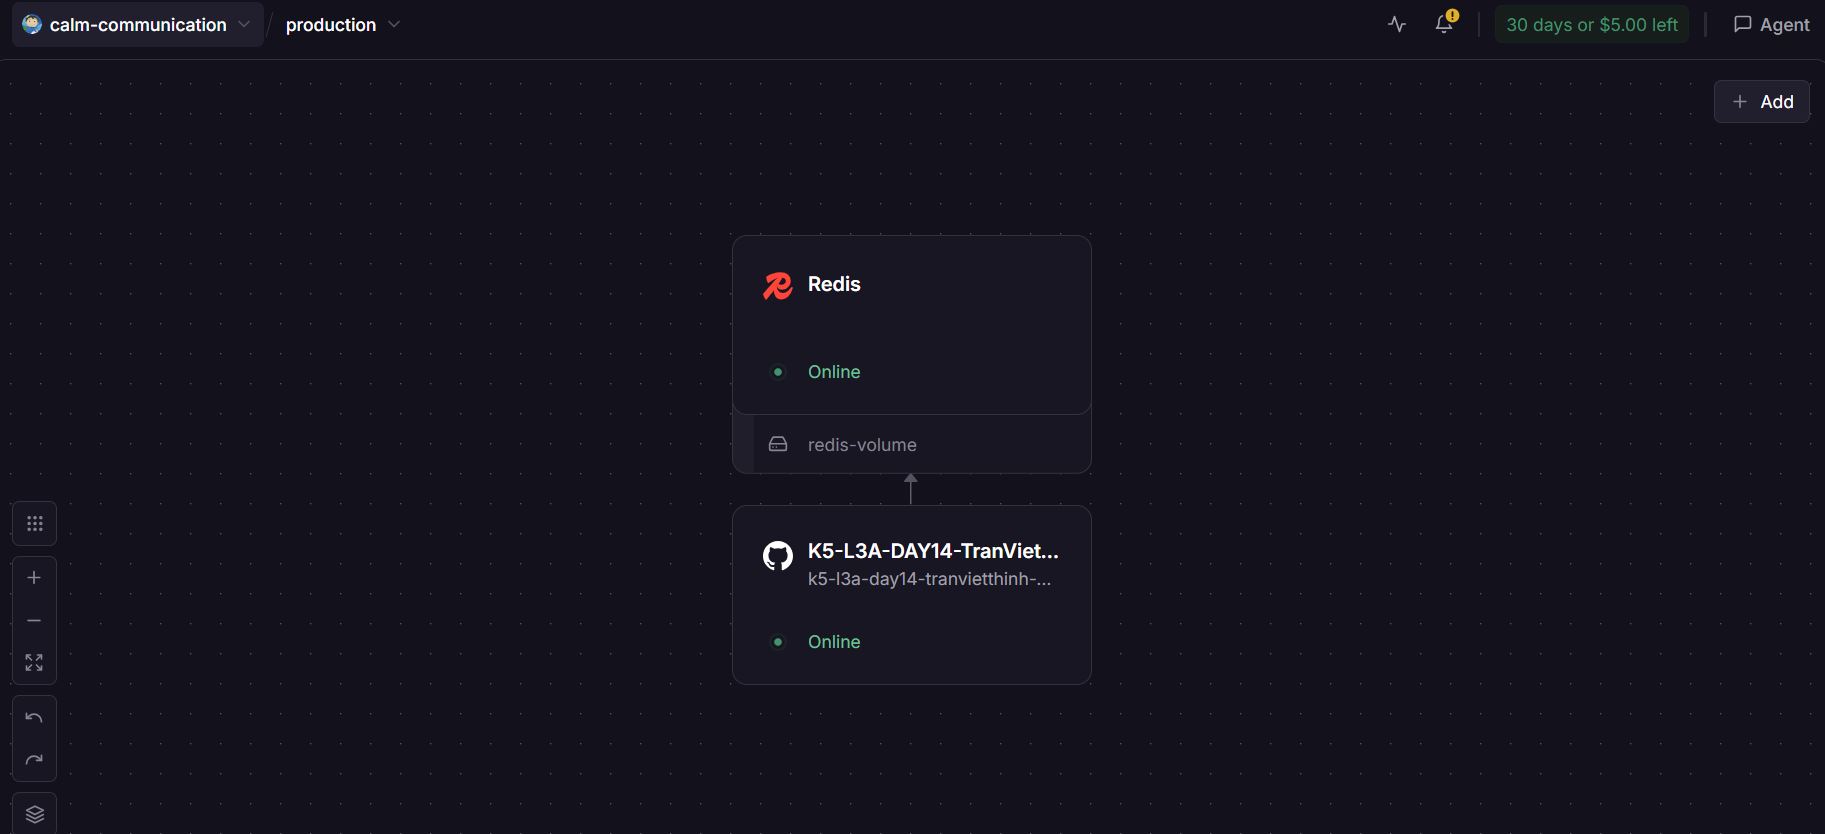 calm-communication / production
30 days or $5.00 left
Agent
Add
Redis
Online
redis-volume
K5-L3A-DAY14-TranViet...
k5-l3a-day14-tranvietthinh-...
Online